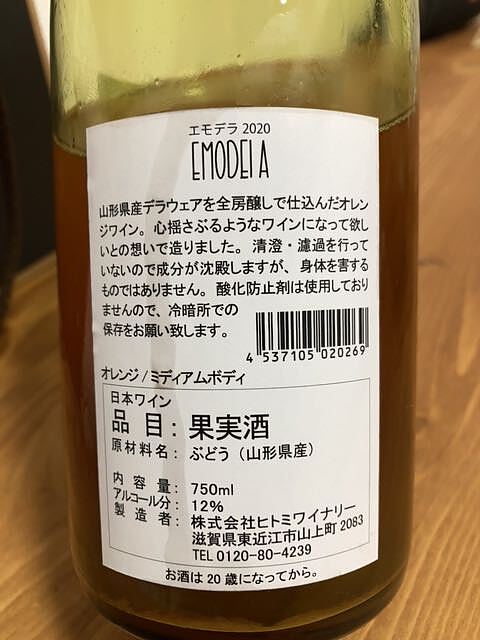 エモデラ 2020
EMODELA
山形県産デラウェアを全房醸しで仕込んだオレン
ジワイン。心揺さぶるようなワインになって欲し
いとの想いで造りました。清澄・濾過を行って
いないので成分が沈殿しますが、身体を害する
ものではありません。酸化防止剤は使用しており
ませんので、冷暗所での
保存をお願い致します。
4 537105 020269
オレンジ / ミディアムボディ
日本ワイン
品 目 : 果実酒
原材料名 : ぶどう（山形県産）
内 容 量 : 750ml
アルコール分 : 12%
製 造 者 : 株式会社ヒトミワイナリー
滋賀県東近江市山上町 2083
TEL 0120-80-4239
お酒は 20 歳になってから。